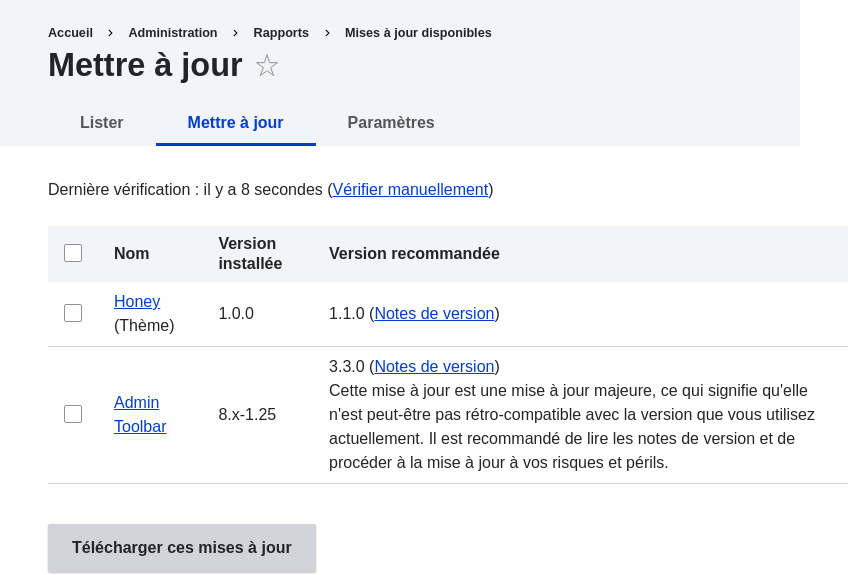 Accueil > Administration > Rapports > Mises à jour disponibles
Mettre à jour ☆
Lister Mettre à jour Paramètres
Dernière vérification : il y a 8 secondes (Vérifier manuellement)
Nom Version installée Version recommandée
Honey (Thème) 1.0.0 1.1.0 (Notes de version)
Admin Toolbar 8.x-1.25 3.3.0 (Notes de version)
Cette mise à jour est une mise à jour majeure, ce qui signifie qu'elle
n'est peut-être pas rétro-compatible avec la version que vous utilisez
actuellement. Il est recommandé de lire les notes de version et de
procéder à la mise à jour à vos risques et périls.
Télécharger ces mises à jour